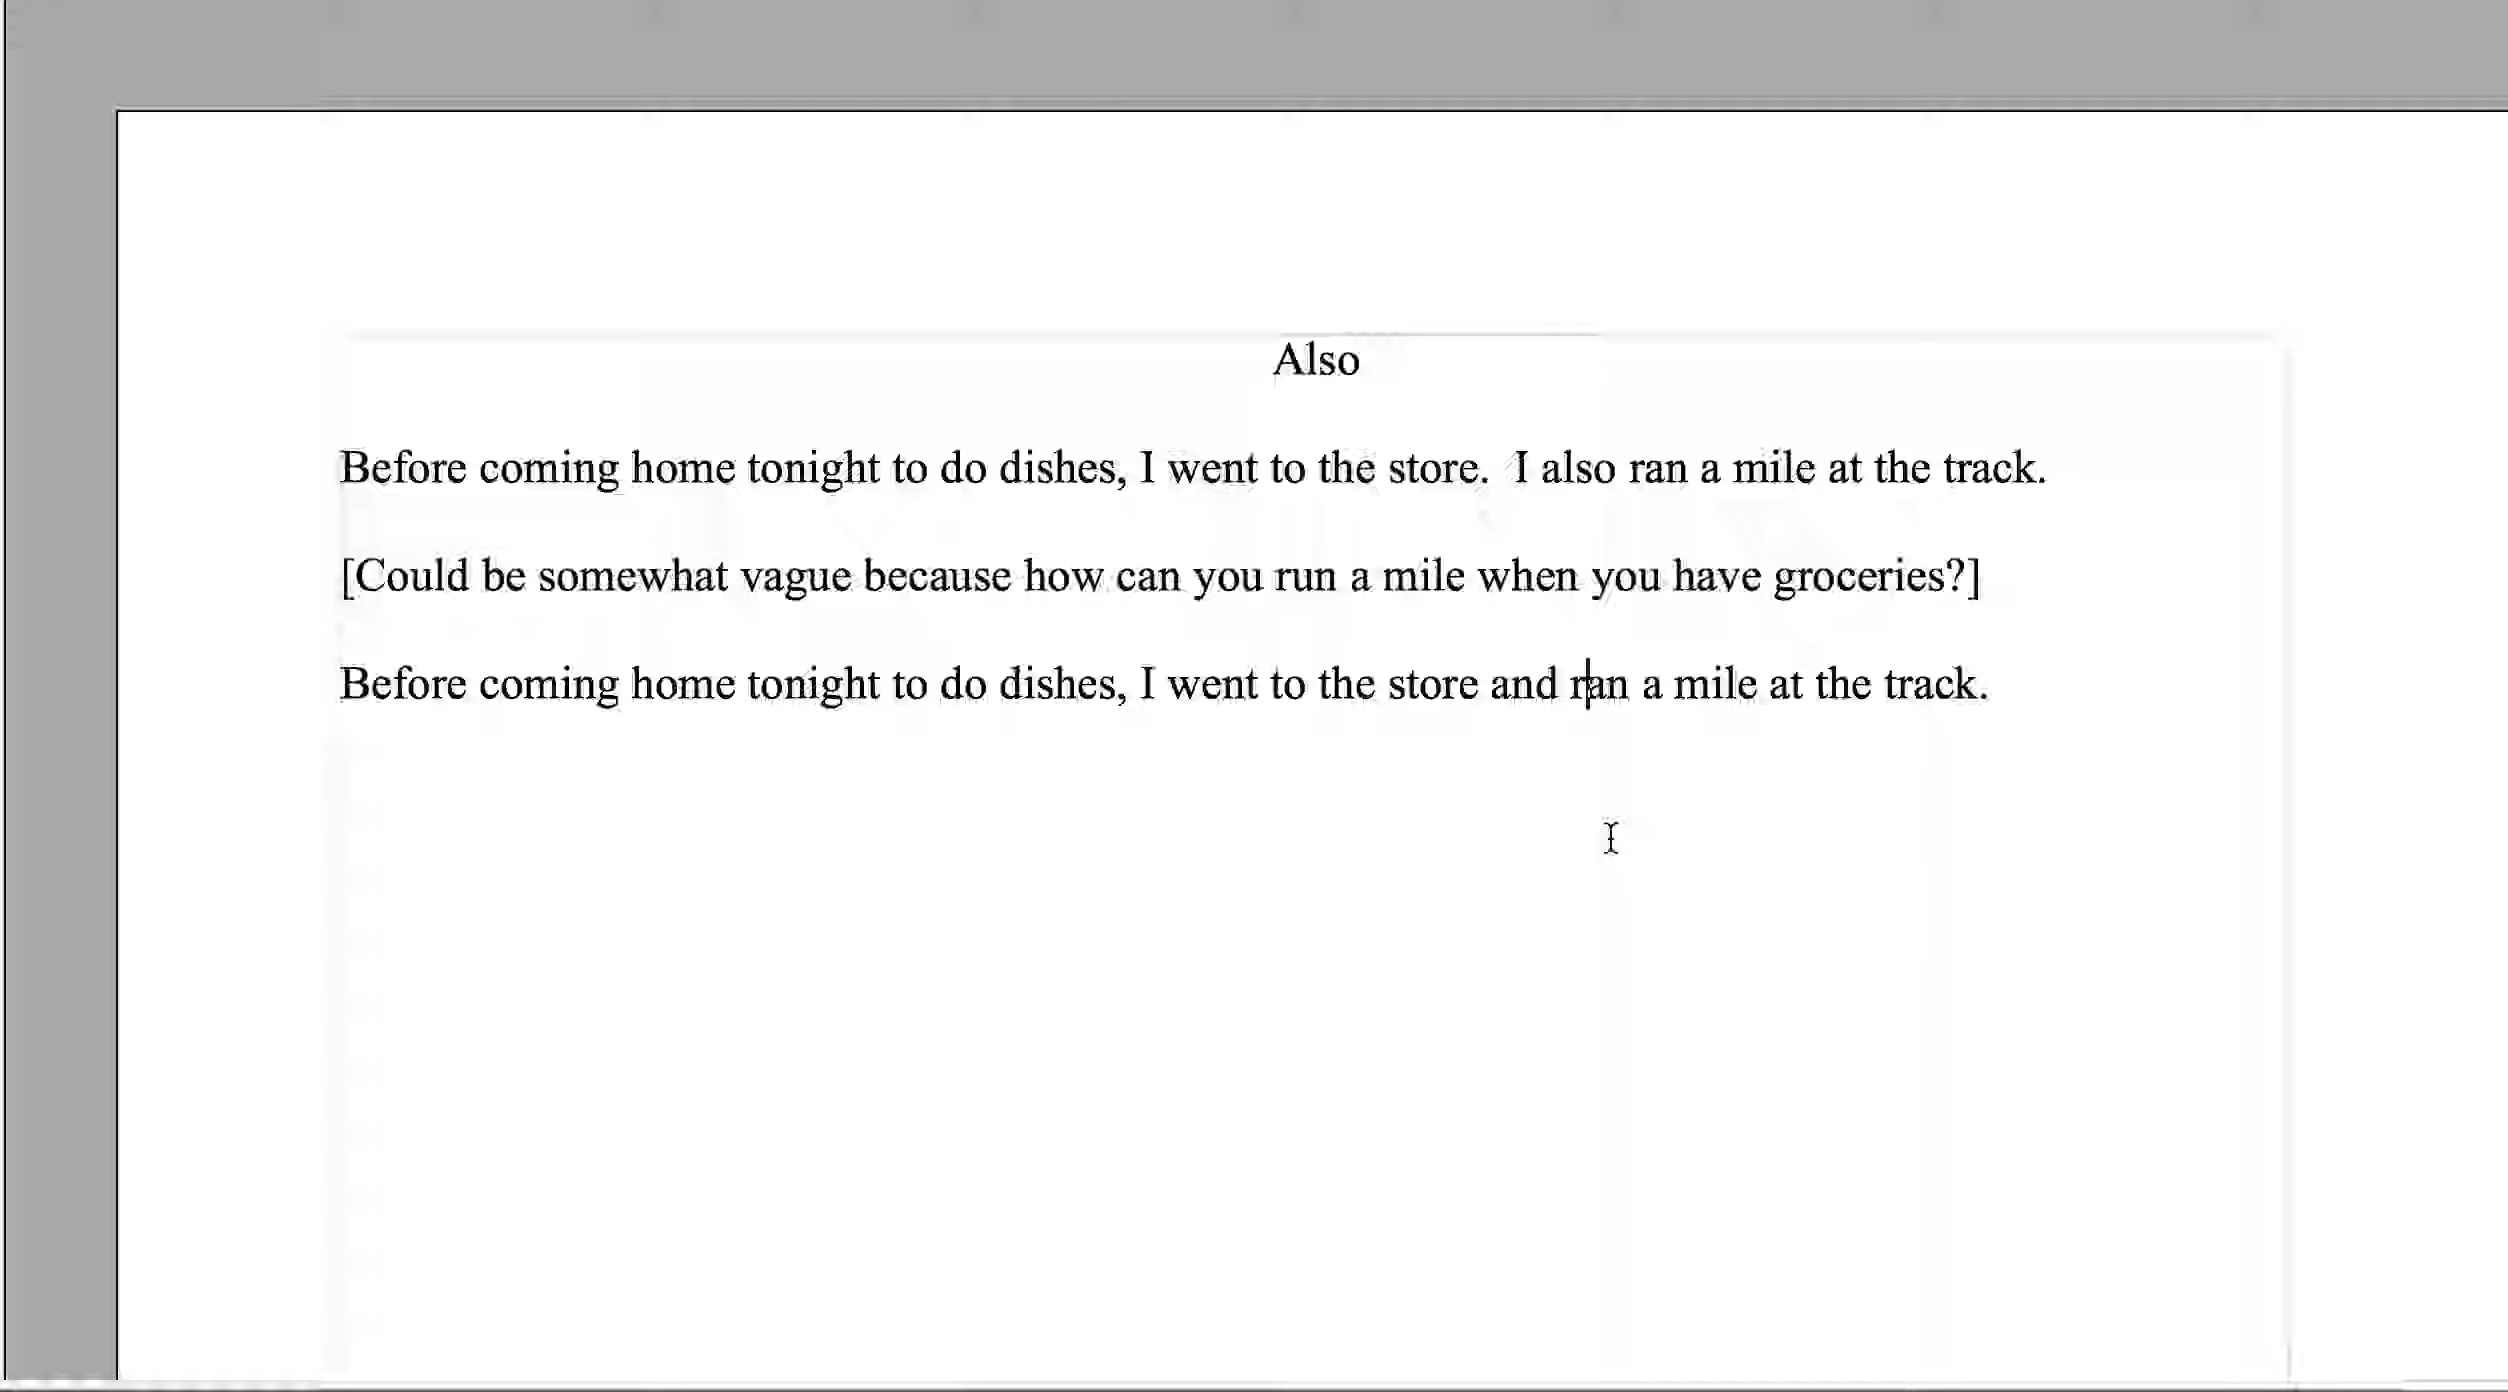 Also
Before coming home tonight to do dishes, I went to the store.  I also ran a mile at the track.
[Could be somewhat vague because how can you run a mile when you have groceries?]
Before coming home tonight to do dishes, I went to the store and ran a mile at the track.